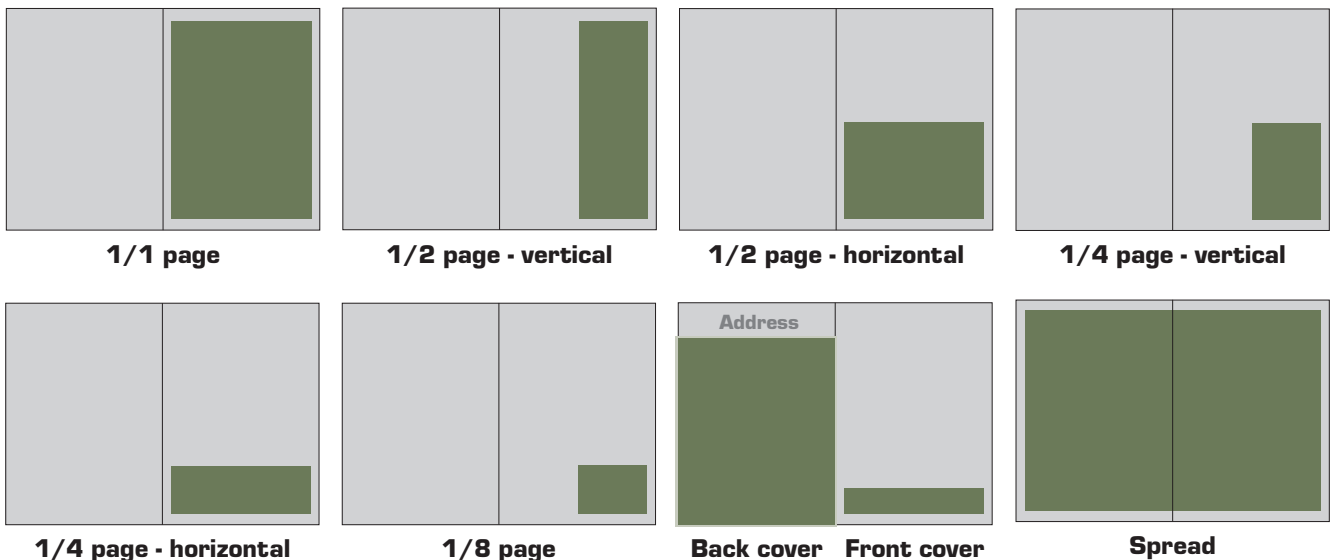 1/1 page
1/2 page - vertical
1/2 page - horizontal
1/4 page - vertical
Address
1/4 page - horizontal
1/8 page
Back cover
Front cover
Spread